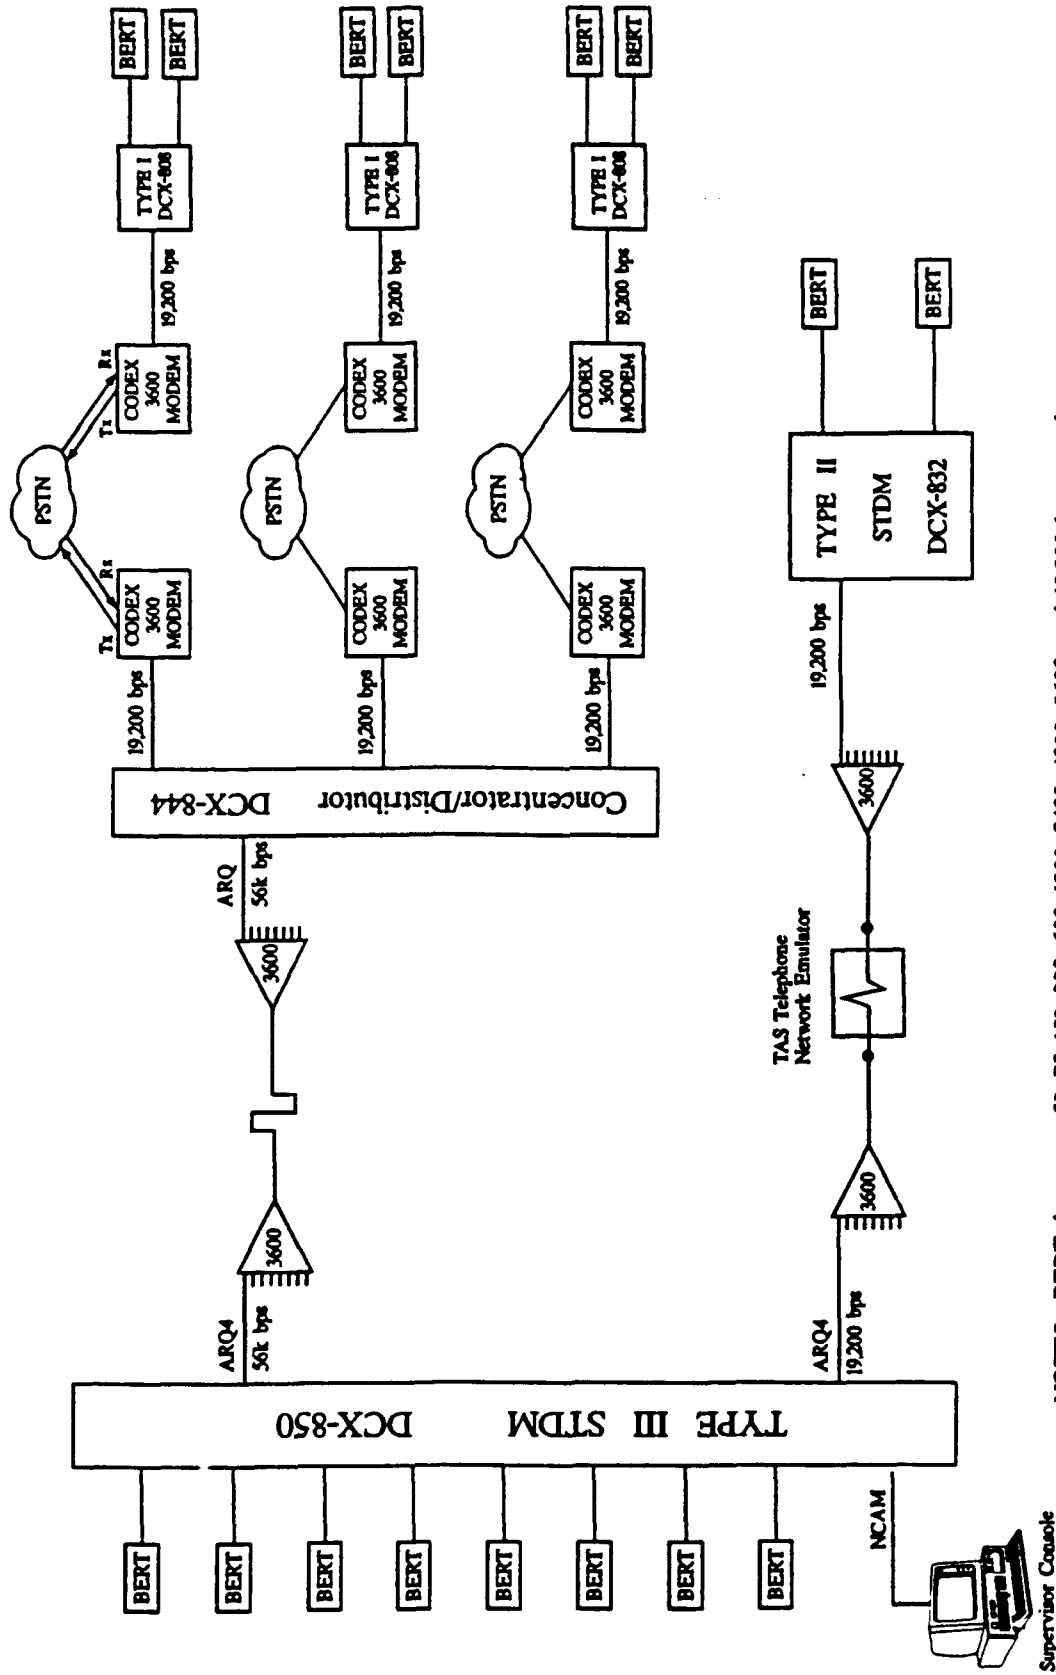 BERT
BERT
BERT
BERT
BERT
BERT
BERT
BERT
NCAM
Supervisor Console
TYPE III STDM DCX-850
ARQ4
56k bps
3600
3600
ARQ
56k bps
Concentrator/Distributor DCX-844
19,200 bps
CODEX
3600
MODEM
Tx
Rx
PSTN
Tx
Rx
CODEX
3600
MODEM
19,200 bps
TYPE I
DCX-808
BERT
BERT
19,200 bps
CODEX
3600
MODEM
PSTN
CODEX
3600
MODEM
19,200 bps
TYPE I
DCX-808
BERT
BERT
19,200 bps
CODEX
3600
MODEM
PSTN
CODEX
3600
MODEM
19,200 bps
TYPE I
DCX-808
BERT
BERT
ARQ4
19,200 bps
3600
TAS Telephone
Network Emulator
3600
19,200 bps
TYPE II
STDM
DCX-832
BERT
BERT